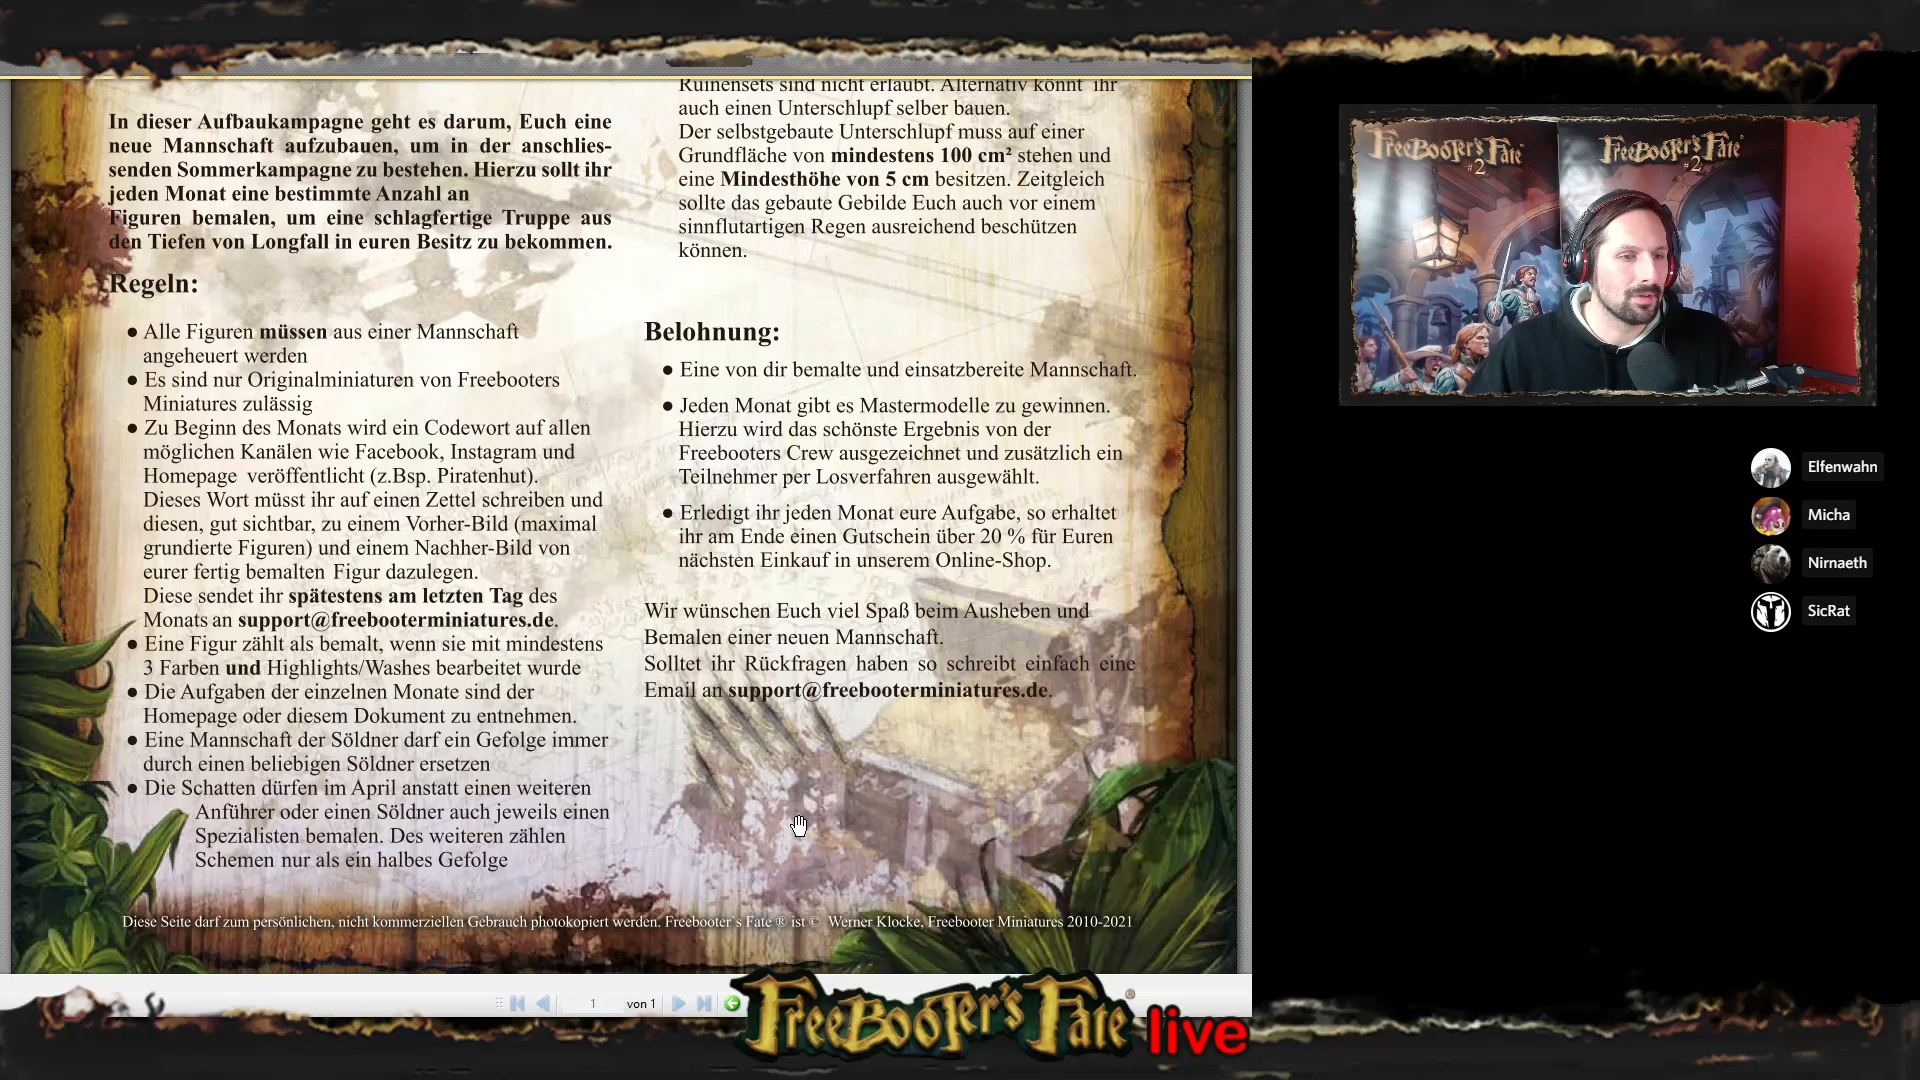 In dieser Aufbaukampagne geht es darum, Euch eine
neue Mannschaft aufzubauen, um in der anschlies-
senden Sommerkampagne zu bestehen. Hierzu sollt ihr
jeden Monat eine bestimmte Anzahl an
Figuren bemalen, um eine schlagfertige Truppe aus
den Tiefen von Longfall in euren Besitz zu bekommen.
Regeln:
● Alle Figuren müssen aus einer Mannschaft
angeheuert werden
● Es sind nur Originalminiaturen von Freebooters
Miniatures zulässig
● Zu Beginn des Monats wird ein Codewort auf allen
möglichen Kanälen wie Facebook, Instagram und
Homepage veröffentlicht (z.Bsp. Piratenhut).
Dieses Wort müsst ihr auf einen Zettel schreiben und
diesen, gut sichtbar, zu einem Vorher-Bild (maximal
grundierte Figuren) und einem Nachher-Bild von
eurer fertig bemalten Figur dazulegen.
Diese sendet ihr spätestens am letzten Tag des
Monats an support@freebooterminiatures.de.
● Eine Figur zählt als bemalt, wenn sie mit mindestens
3 Farben und Highlights/Washes bearbeitet wurde
● Die Aufgaben der einzelnen Monate sind der
Homepage oder diesem Dokument zu entnehmen.
● Eine Mannschaft der Söldner darf ein Gefolge immer
durch einen beliebigen Söldner ersetzen
● Die Schatten dürfen im April anstatt einen weiteren
Anführer oder einen Söldner auch jeweils einen
Spezialisten bemalen. Des weiteren zählen
Schemen nur als ein halbes Gefolge
Ruinensets sind nicht erlaubt. Alternativ könnt ihr
auch einen Unterschlupf selber bauen.
Der selbstgebaute Unterschlupf muss auf einer
Grundfläche von mindestens 100 cm² stehen und
eine Mindesthöhe von 5 cm besitzen. Zeitgleich
sollte das gebaute Gebilde Euch auch vor einem
sinnflutartigen Regen ausreichend beschützen
können.
Belohnung:
● Eine von dir bemalte und einsatzbereite Mannschaft.
● Jeden Monat gibt es Mastermodelle zu gewinnen.
Hierzu wird das schönste Ergebnis von der
Freebooters Crew ausgezeichnet und zusätzlich ein
Teilnehmer per Losverfahren ausgewählt.
● Erledigt ihr jeden Monat eure Aufgabe, so erhaltet
ihr am Ende einen Gutschein über 20 % für Euren
nächsten Einkauf in unserem Online-Shop.
Wir wünschen Euch viel Spaß beim Ausheben und
Bemalen einer neuen Mannschaft.
Solltet ihr Rückfragen haben so schreibt einfach eine
Email an support@freebooterminiatures.de.
Diese Seite darf zum persönlichen, nicht kommerziellen Gebrauch photokopiert werden. Freebooter`s Fate ® ist © Werner Klocke, Freebooter Miniatures 2010-2021
1 von 1
FreeBooTer's Fate ® live
FreeBooTer's Fate #2
FreeBooTer's Fate #2
Elfenwahn
Micha
Nirnaeth
SicRat